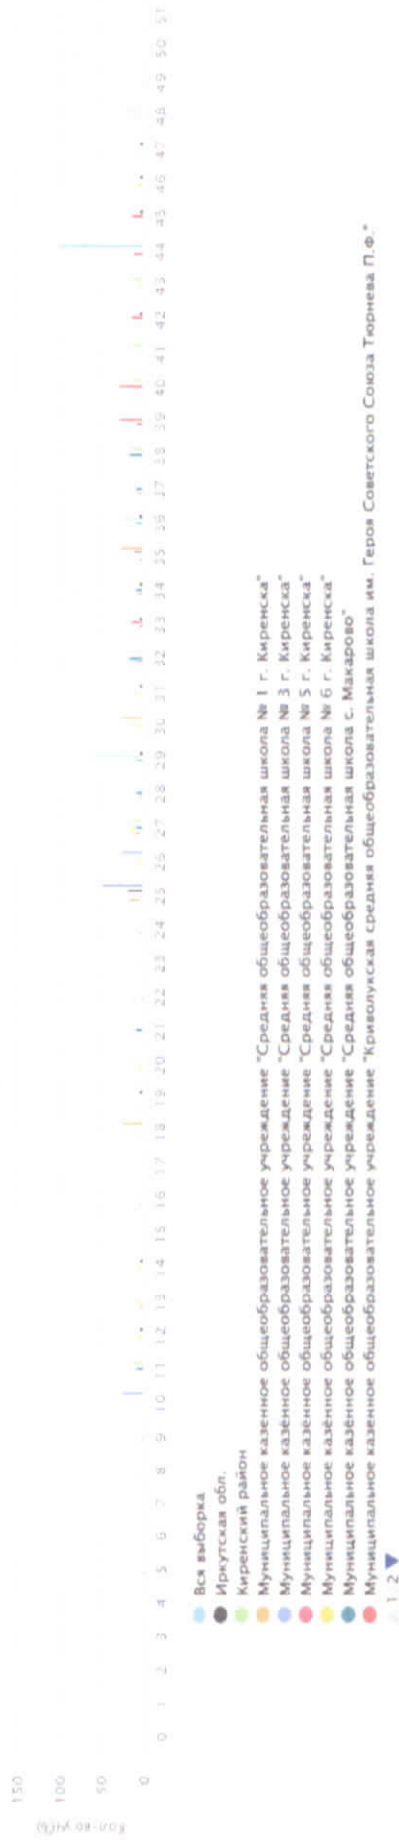 150
100
50
0
0 1 2 3 4 5 6 7 8 9 10 11 12 13 14 15 16 17 18 19 20 21 22 23 24 25 26 27 28 29 30 31 32 33 34 35 36 37 38 39 40 41 42 43 44 45 46 47 48 49 50 51
Вся выборка
Иркутская обл.
Киренский район
Муниципальное казенное общеобразовательное учреждение "Средняя общеобразовательная школа № 1 г. Киренска"
Муниципальное казённое общеобразовательное учреждение "Средняя общеобразовательная школа № 3 г. Киренска"
Муниципальное казенное общеобразовательное учреждение "Средняя общеобразовательная школа № 5 г. Киренска"
Муниципальное казённое общеобразовательное учреждение "Средняя общеобразовательная школа № 6 г. Киренска"
Муниципальное казённое общеобразовательное учреждение "Средняя общеобразовательная школа с. Макарово"
Муниципальное казенное общеобразовательное учреждение "Криволукская средняя общеобразовательная школа им. Героя Советского Союза Тюрнева П.Ф."
1 2